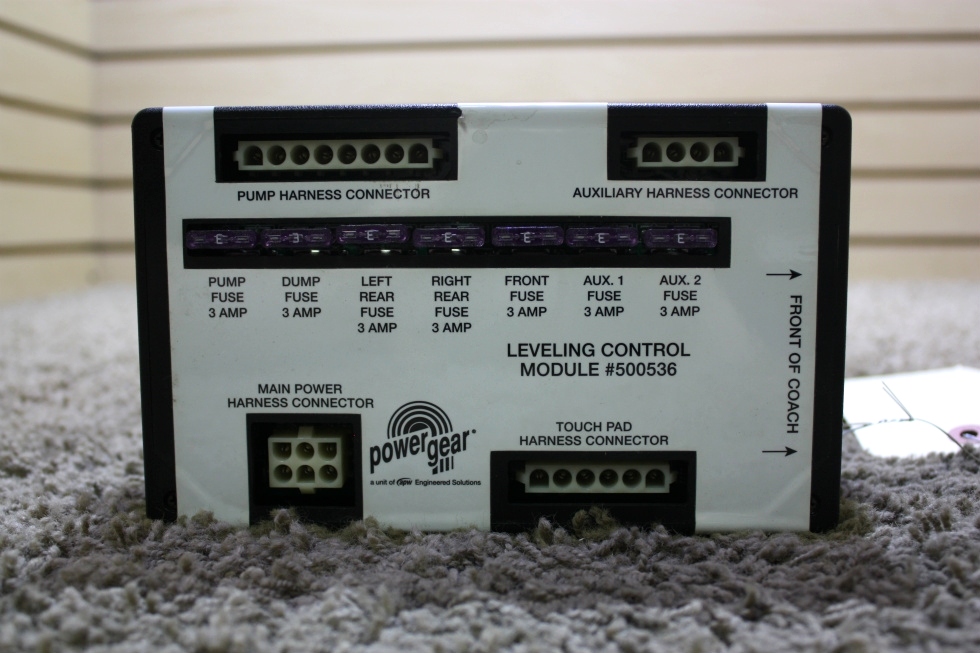 PUMP HARNESS CONNECTOR
AUXILIARY HARNESS CONNECTOR
E
3
E
E
E
E
E
PUMP
FUSE
3 AMP
DUMP
FUSE
3 AMP
LEFT
REAR
FUSE
3 AMP
RIGHT
REAR
FUSE
3 AMP
FRONT
FUSE
3 AMP
AUX. 1
FUSE
3 AMP
AUX. 2
FUSE
3 AMP
→ FRONT OF COACH →
LEVELING CONTROL
MODULE #500536
MAIN POWER
HARNESS CONNECTOR
powergear
a unit of apw Engineered Solutions
TOUCH PAD
HARNESS CONNECTOR